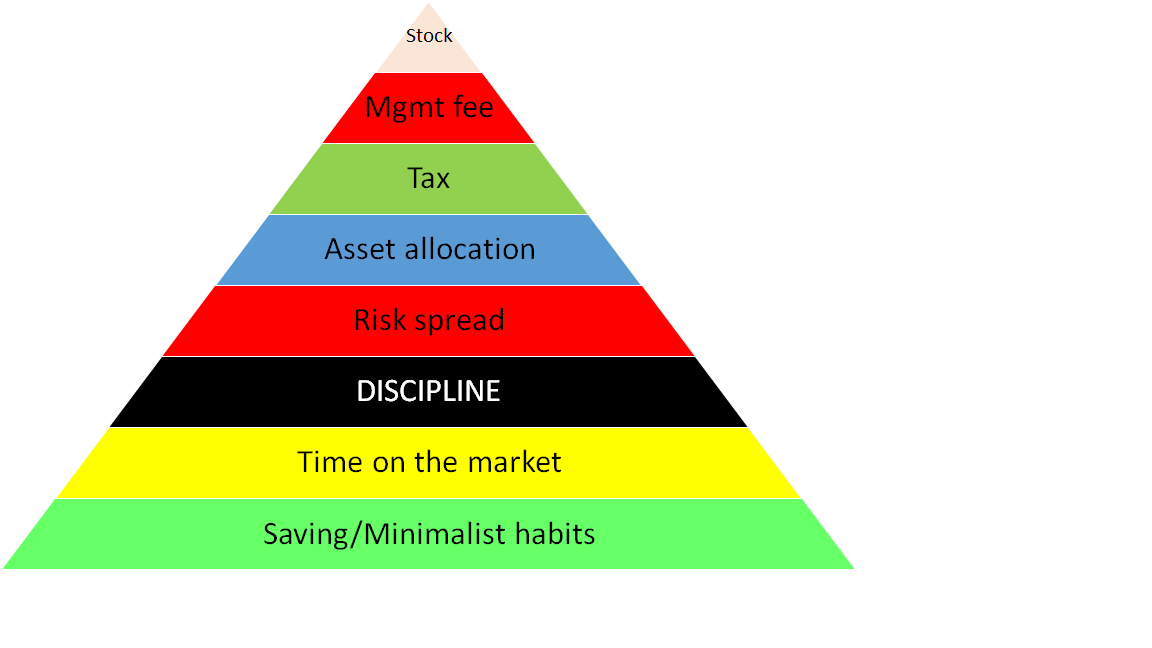 Stock
Mgmt fee
Tax
Asset allocation
Risk spread
DISCIPLINE
Time on the market
Saving/Minimalist habits